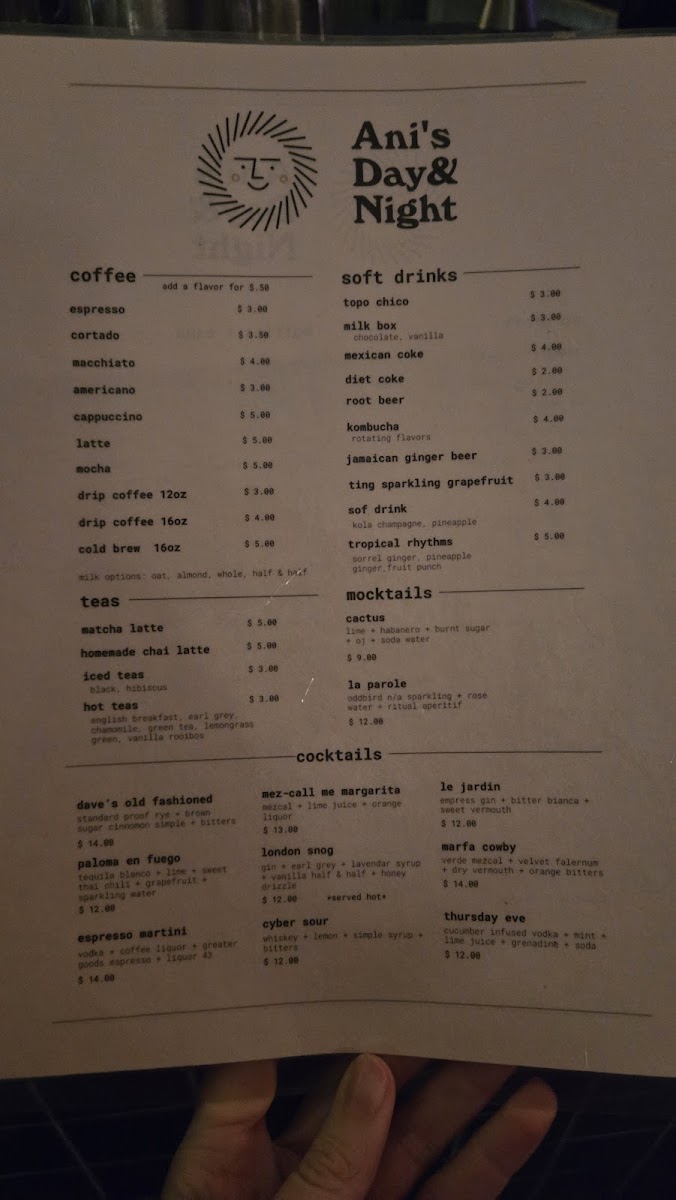 Ani's
Day&
Night
coffee
add a flavor for $.50
espresso $ 3.00
cortado $ 3.50
macchiato $ 4.00
americano $ 3.00
cappuccino $ 5.00
latte $ 5.00
mocha $ 5.00
drip coffee 12oz $ 3.00
drip coffee 16oz $ 4.00
cold brew 16oz $ 5.00
milk options: oat, almond, whole, half & half
teas
matcha latte $ 5.00
homemade chai latte $ 5.00
iced teas $ 3.00
black, hibiscus
hot teas $ 3.00
english breakfast, earl grey,
chamomile, green tea, lemongrass
green, vanilla rooibos
soft drinks
topo chico $ 3.00
milk box $ 3.00
chocolate, vanilla
mexican coke $ 4.00
diet coke $ 2.00
root beer $ 2.00
kombucha $ 4.00
rotating flavors
jamaican ginger beer $ 3.00
ting sparkling grapefruit $ 3.00
sof drink $ 4.00
kola champagne, pineapple
tropical rhythms $ 5.00
sorrel ginger, pineapple
ginger,fruit punch
mocktails
cactus
lime + habanero + burnt sugar
+ oj + soda water
$ 9.00
la parole
oddbird n/a sparkling + rose
water + ritual aperitif
$ 12.00
cocktails
dave's old fashioned
standard proof rye + brown
sugar cinnamon simple + bitters
$ 14.00
paloma en fuego
tequila blanco + lime + sweet
thai chili + grapefruit +
sparkling water
$ 12.00
espresso martini
vodka + coffee liquor + greater
goods espresso + liquor 43
$ 14.00
mez-call me margarita
mezcal + lime juice + orange
liquor
$ 13.00
london snog
gin + earl grey + lavendar syrup
+ vanilla half & half + honey
drizzle
$ 12.00 *served hot*
cyber sour
whiskey + lemon + simple syrup +
bitters
$ 12.00
le jardin
empress gin + bitter bianca +
sweet vermouth
$ 12.00
marfa cowby
verde mezcal + velvet falernum
+ dry vermouth + orange bitters
$ 14.00
thursday eve
cucumber infused vodka + mint +
lime juice + grenadine + soda
$ 12.00